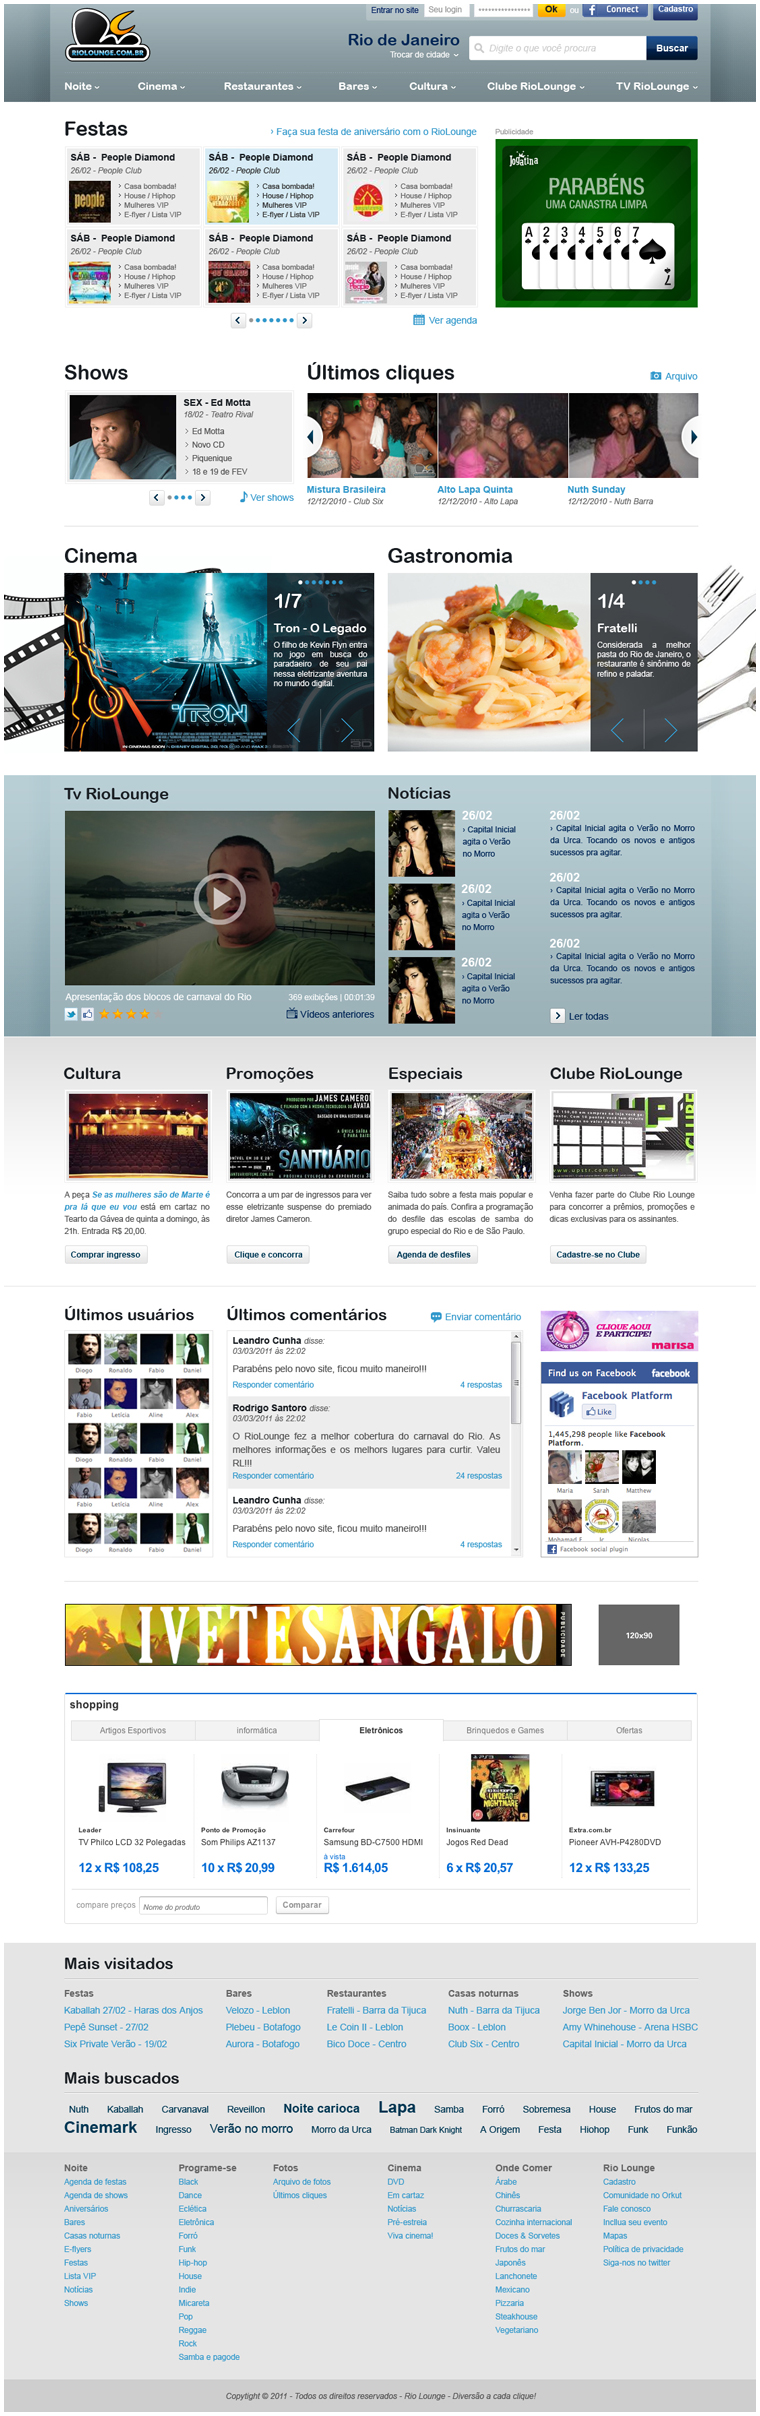 Entrar no site
Seu login
Ok
ou
Connect
Cadastro
RIOLOUNGE.COM.BR
Rio de Janeiro
Trocar de cidade
Digite o que você procura
Buscar
Noite
Cinema
Restaurantes
Bares
Cultura
Clube RioLounge
TV RioLounge
Festas
› Faça sua festa de aniversário com o RioLounge
Publicidade
SÁB - People Diamond
26/02 - People Club
people
› Casa bombada!
› House / Hiphop
› Mulheres VIP
› E-flyer / Lista VIP
SÁB - People Diamond
26/02 - People Club
› Casa bombada!
› House / Hiphop
› Mulheres VIP
› E-flyer / Lista VIP
SÁB - People Diamond
26/02 - People Club
› Casa bombada!
› House / Hiphop
› Mulheres VIP
› E-flyer / Lista VIP
SÁB - People Diamond
26/02 - People Club
› Casa bombada!
› House / Hiphop
› Mulheres VIP
› E-flyer / Lista VIP
SÁB - People Diamond
26/02 - People Club
› Casa bombada!
› House / Hiphop
› Mulheres VIP
› E-flyer / Lista VIP
SÁB - People Diamond
26/02 - People Club
› Casa bombada!
› House / Hiphop
› Mulheres VIP
› E-flyer / Lista VIP
Ver agenda
Jogatina
PARABÉNS
UMA CANASTRA LIMPA
A 2 3 4 5 6 7
Shows
SEX - Ed Motta
18/02 - Teatro Rival
› Ed Motta
› Novo CD
› Piquenique
› 18 e 19 de FEV
Ver shows
Últimos cliques
Arquivo
Mistura Brasileira
12/12/2010 - Club Six
Alto Lapa Quinta
12/12/2010 - Alto Lapa
Nuth Sunday
12/12/2010 - Nuth Barra
Cinema
TRON
1/7
Tron - O Legado
O filho de Kevin Flyn entra
no jogo em busca do
paradaeiro de seu pai
nessa eletrizante aventura
no mundo digital.
3D
Gastronomia
1/4
Fratelli
Considerada a melhor
pasta do Rio de Janeiro, o
restaurante é sinônimo de
refino e paladar.
Tv RioLounge
Apresentação dos blocos de carnaval do Rio
369 exibições | 00:01:39
Vídeos anteriores
Notícias
26/02
› Capital Inicial
agita o Verão
no Morro
26/02
› Capital Inicial
agita o Verão
no Morro
26/02
› Capital Inicial
agita o Verão
no Morro
26/02
› Capital Inicial agita o Verão no Morro
da Urca. Tocando os novos e antigos
sucessos pra agitar.
26/02
› Capital Inicial agita o Verão no Morro
da Urca. Tocando os novos e antigos
sucessos pra agitar.
26/02
› Capital Inicial agita o Verão no Morro
da Urca. Tocando os novos e antigos
sucessos pra agitar.
Ler todas
Cultura
A peça Se as mulheres são de Marte é
pra lá que eu vou está em cartaz no
Tearto da Gávea de quinta a domingo, às
21h. Entrada R$ 20,00.
Comprar ingresso
Promoções
JAMES CAMERON
SANTUÁRIO
Concorra a um par de ingressos para ver
esse eletrizante suspense do premiado
diretor James Cameron.
Clique e concorra
Especiais
Saiba tudo sobre a festa mais popular e
animada do país. Confira a programação
do desfile das escolas de samba do
grupo especial do Rio e de São Paulo.
Agenda de desfiles
Clube RioLounge
UP
CLUBE
www.upstr.com.br
Venha fazer parte do Clube Rio Lounge
para concorrer a prêmios, promoções e
dicas exclusivas para os assinantes.
Cadastre-se no Clube
Últimos usuários
Diogo Ronaldo Fabio Daniel
Fabio Letícia Aline Alex
Diogo Ronaldo Fabio Daniel
Fabio Letícia Aline Alex
Diogo Ronaldo Fabio Daniel
Últimos comentários
Enviar comentário
Leandro Cunha disse:
03/03/2011 às 22:02
Parabéns pelo novo site, ficou muito maneiro!!!
Responder comentário
4 respostas
Rodrigo Santoro disse:
03/03/2011 às 22:02
O RioLounge fez a melhor cobertura do carnaval do Rio. As
melhores informações e os melhors lugares para curtir. Valeu
RL!!!
Responder comentário
24 respostas
Leandro Cunha disse:
03/03/2011 às 22:02
Parabéns pelo novo site, ficou muito maneiro!!!
Responder comentário
4 respostas
CLIQUE AQUI
E PARTICIPE!
marisa
Find us on Facebook
facebook
Facebook Platform
Like
1,445,298 people like Facebook
Platform.
Maria Sarah Matthew
Mohamad F Ir Nicolas
Facebook social plugin
IVETESANGALO
PUBLICIDADE
120x90
shopping
Artigos Esportivos
informática
Eletrônicos
Brinquedos e Games
Ofertas
Leader
TV Philco LCD 32 Polegadas
12 x R$ 108,25
Ponto de Promoção
Som Philips AZ1137
10 x R$ 20,99
Carrefour
Samsung BD-C7500 HDMI
à vista
R$ 1.614,05
PS3
UNDEAD
NIGHTMARE
Insinuante
Jogos Red Dead
6 x R$ 20,57
Extra.com.br
Pioneer AVH-P4280DVD
12 x R$ 133,25
compare preços
Nome do produto
Comparar
Mais visitados
Festas
Kaballah 27/02 - Haras dos Anjos
Pepê Sunset - 27/02
Six Private Verão - 19/02
Bares
Velozo - Leblon
Plebeu - Botafogo
Aurora - Botafogo
Restaurantes
Fratelli - Barra da Tijuca
Le Coin II - Leblon
Bico Doce - Centro
Casas noturnas
Nuth - Barra da Tijuca
Boox - Leblon
Club Six - Centro
Shows
Jorge Ben Jor - Morro da Urca
Amy Whinehouse - Arena HSBC
Capital Inicial - Morro da Urca
Mais buscados
Nuth Kaballah Carvanaval Reveillon Noite carioca Lapa Samba Forró Sobremesa House Frutos do mar
Cinemark Ingresso Verão no morro Morro da Urca Batman Dark Knight A Origem Festa Hiohop Funk Funkão
Noite
Agenda de festas
Agenda de shows
Aniversários
Bares
Casas noturnas
E-flyers
Festas
Lista VIP
Notícias
Shows
Programe-se
Black
Dance
Eclética
Eletrônica
Forró
Funk
Hip-hop
House
Indie
Micareta
Pop
Reggae
Rock
Samba e pagode
Fotos
Arquivo de fotos
Últimos cliques
Cinema
DVD
Em cartaz
Notícias
Pré-estreia
Viva cinema!
Onde Comer
Árabe
Chinês
Churrascaria
Cozinha internacional
Doces & Sorvetes
Frutos do mar
Japonês
Lanchonete
Mexicano
Pizzaria
Steakhouse
Vegetariano
Rio Lounge
Cadastro
Comunidade no Orkut
Fale conosco
Incllua seu evento
Mapas
Política de privacidade
Siga-nos no twitter
Copytight © 2011 - Todos os direitos reservados - Rio Lounge - Diversão a cada clique!